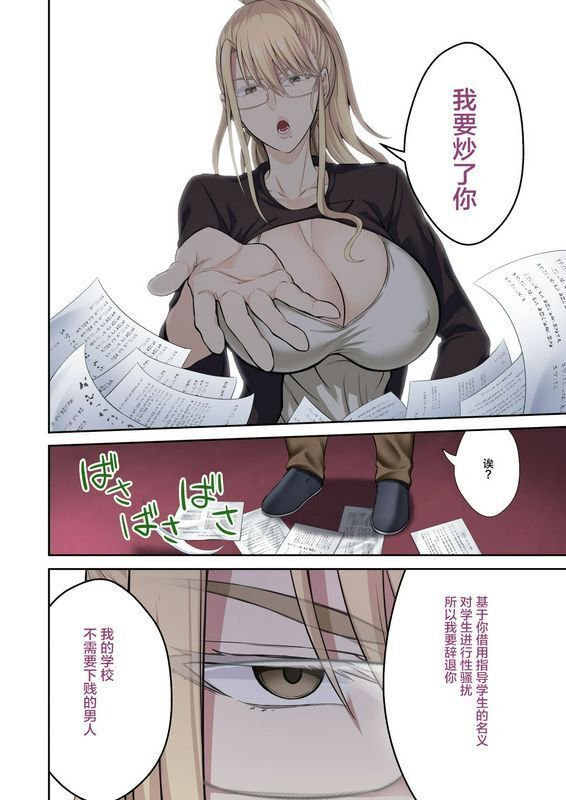 我要炒了你
诶？
ばさばさ
ばさばさ
基于你借用指导学生的名义
对学生进行性骚扰
所以我要辞退你
我的学校
不需要下贱的男人